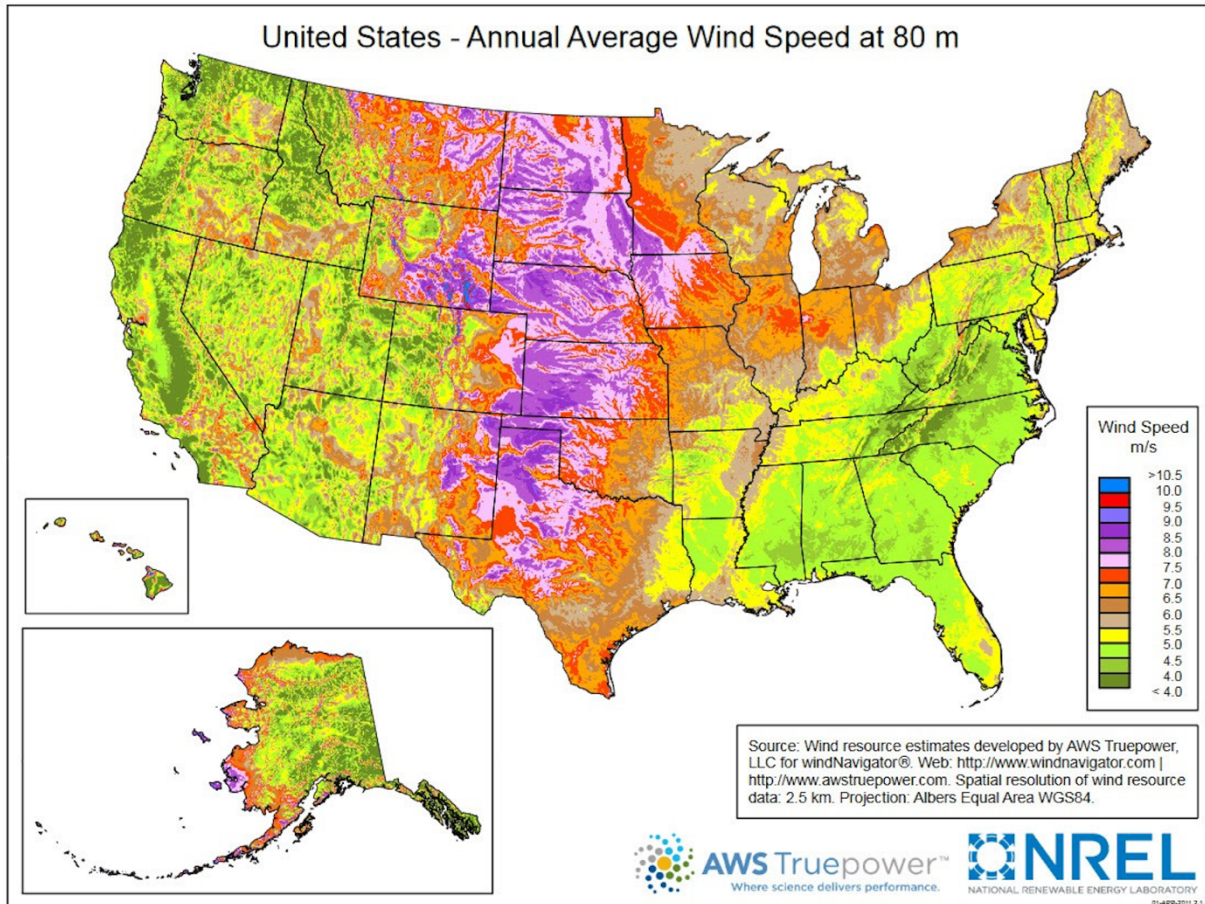 United States - Annual Average Wind Speed at 80 m
Wind Speed
m/s
>10.5
10.0
9.5
9.0
8.5
8.0
7.5
7.0
6.5
6.0
5.5
5.0
4.5
4.0
< 4.0
Source: Wind resource estimates developed by AWS Truepower,
LLC for windNavigator®. Web: http://www.windnavigator.com |
http://www.awstruepower.com. Spatial resolution of wind resource
data: 2.5 km. Projection: Albers Equal Area WGS84.
AWS Truepower™
Where science delivers performance.
NREL
NATIONAL RENEWABLE ENERGY LABORATORY